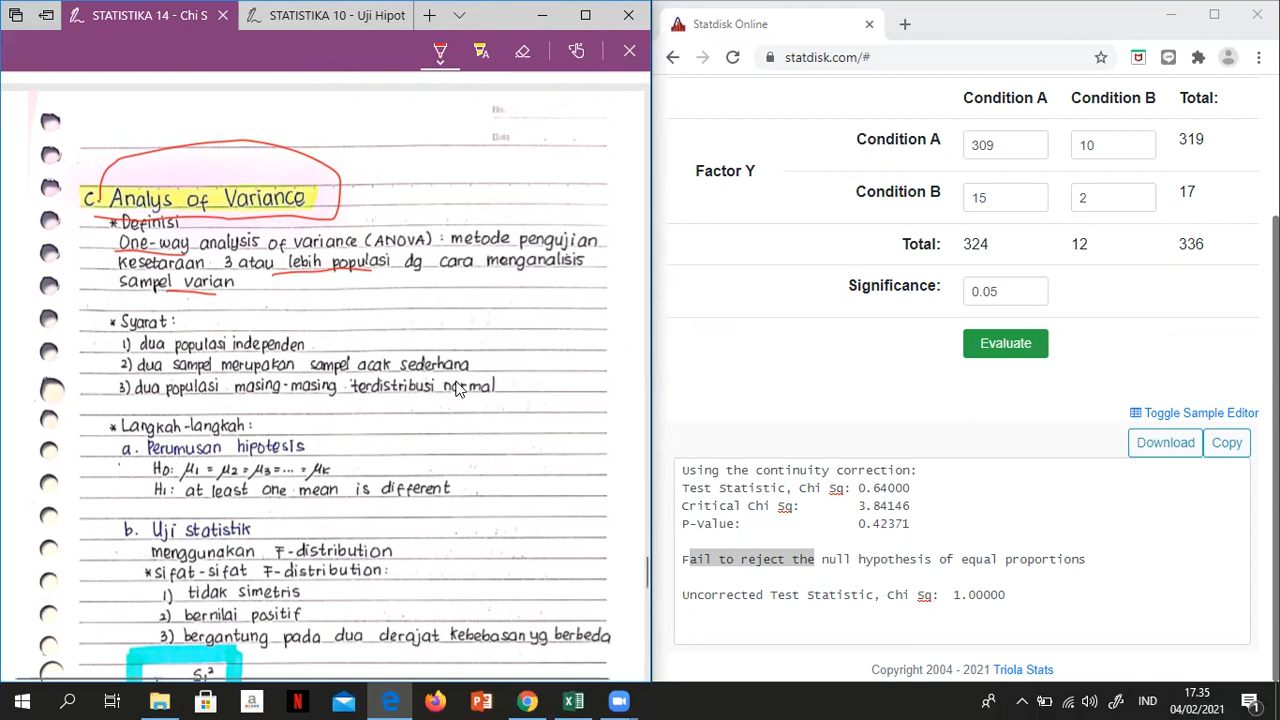 STATISTIKA 14 - Chi S
STATISTIKA 10 - Uji Hipot
No.
Date
C. Analys of Variance
* Definisi
One-way analysis of variance (ANOVA) : metode pengujian
kesetaraan 3 atau lebih populasi dg cara menganalisis
sampel varian
* Syarat :
1) dua populasi independen
2) dua sampel merupakan sampel acak sederhana
3) dua populasi masing-masing terdistribusi normal
* Langkah-langkah :
a. Perumusan hipotesis
H0: μ1 = μ2 = μ3 = ... = μk
H1: at least one mean is different
b. Uji statistik
menggunakan F-distribution
* sifat-sifat F-distribution :
1) tidak simetris
2) bernilai positif
3) bergantung pada dua derajat kebebasan yg berbeda
S1²
Statdisk Online
statdisk.com/#
Condition A Condition B Total:
Factor Y
Condition A 309 10 319
Condition B 15 2 17
Total: 324 12 336
Significance: 0.05
Evaluate
Toggle Sample Editor
Download Copy
Using the continuity correction:
Test Statistic, Chi Sq: 0.64000
Critical Chi Sq: 3.84146
P-Value: 0.42371
Fail to reject the null hypothesis of equal proportions
Uncorrected Test Statistic, Chi Sq: 1.00000
Copyright 2004 - 2021 Triola Stats
IND
17.35
04/02/2021